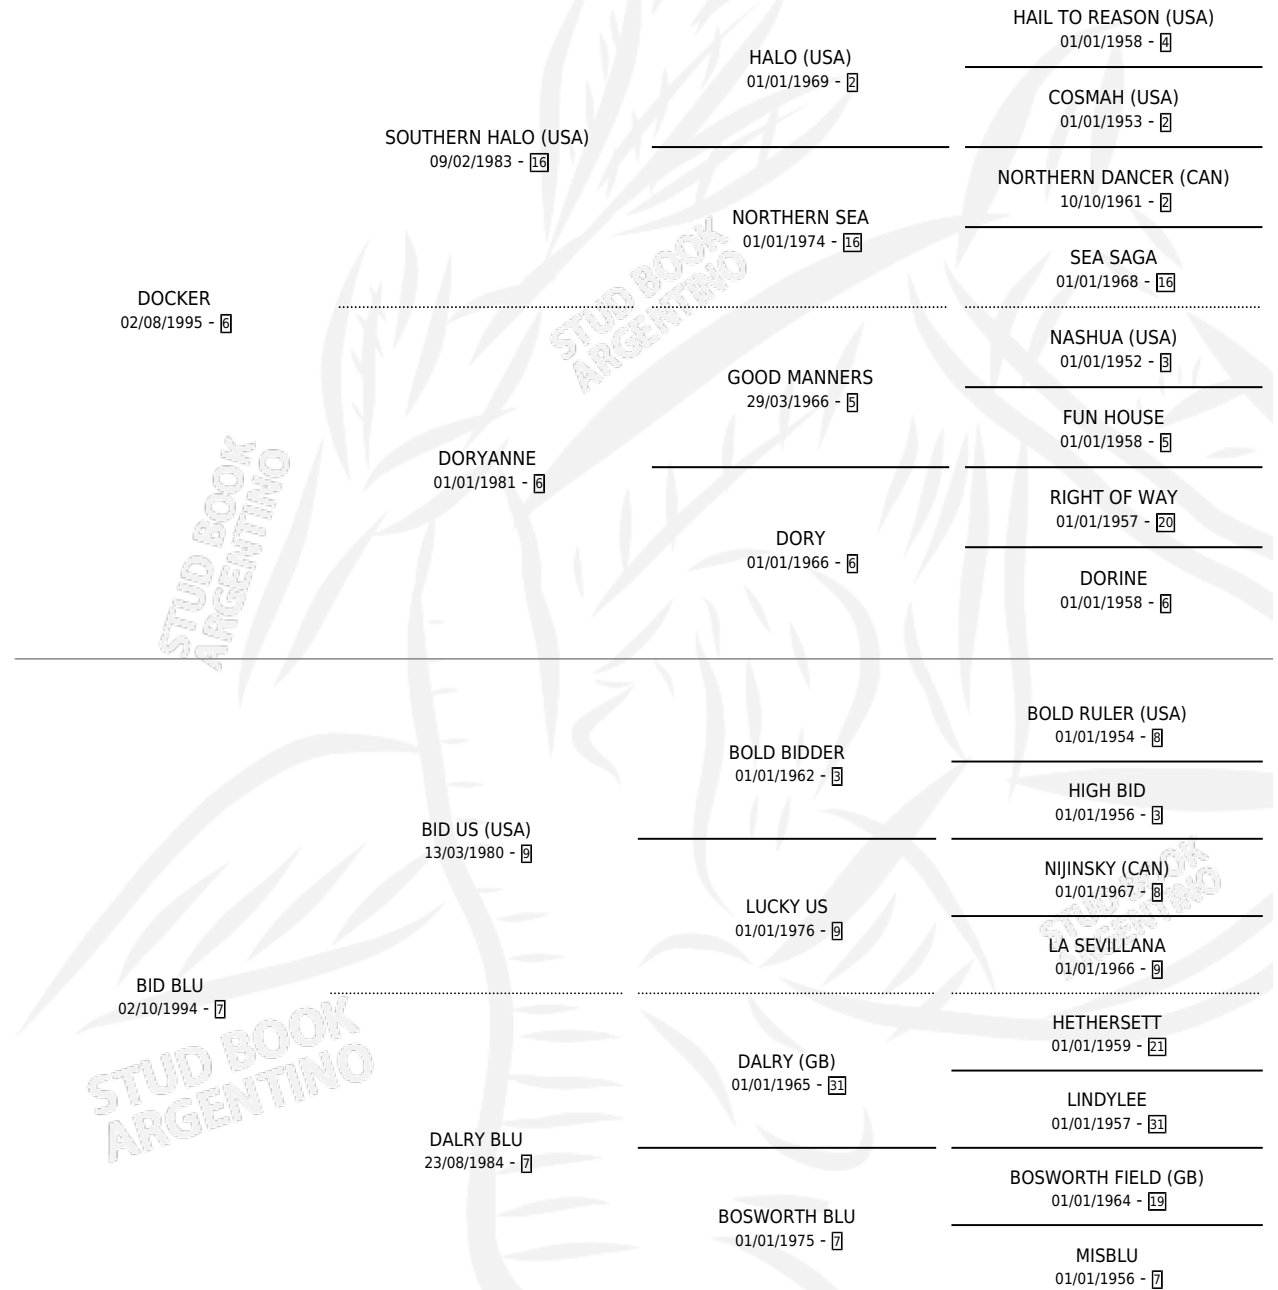 HAIL TO REASON (USA)
01/01/1958 - 4
HALO (USA)
01/01/1969 - 2
COSMAH (USA)
01/01/1953 - 2
SOUTHERN HALO (USA)
09/02/1983 - 16
NORTHERN DANCER (CAN)
10/10/1961 - 2
NORTHERN SEA
01/01/1974 - 16
SEA SAGA
01/01/1968 - 16
DOCKER
02/08/1995 - 6
NASHUA (USA)
01/01/1952 - 3
GOOD MANNERS
29/03/1966 - 5
FUN HOUSE
01/01/1958 - 5
DORYANNE
01/01/1981 - 6
RIGHT OF WAY
01/01/1957 - 20
DORY
01/01/1966 - 6
DORINE
01/01/1958 - 6
STUD BOOK
ARGENTINO
STUD BOOK
ARGENTINO
BOLD RULER (USA)
01/01/1954 - 8
BOLD BIDDER
01/01/1962 - 3
HIGH BID
01/01/1956 - 3
BID US (USA)
13/03/1980 - 9
NIJINSKY (CAN)
01/01/1967 - 8
LUCKY US
01/01/1976 - 9
LA SEVILLANA
01/01/1966 - 9
BID BLU
02/10/1994 - 7
HETHERSETT
01/01/1959 - 21
DALRY (GB)
01/01/1965 - 31
LINDYLEE
01/01/1957 - 31
DALRY BLU
23/08/1984 - 7
BOSWORTH FIELD (GB)
01/01/1964 - 19
BOSWORTH BLU
01/01/1975 - 7
MISBLU
01/01/1956 - 7
STUD BOOK
ARGENTINO
STUD BOOK
ARGENTINO